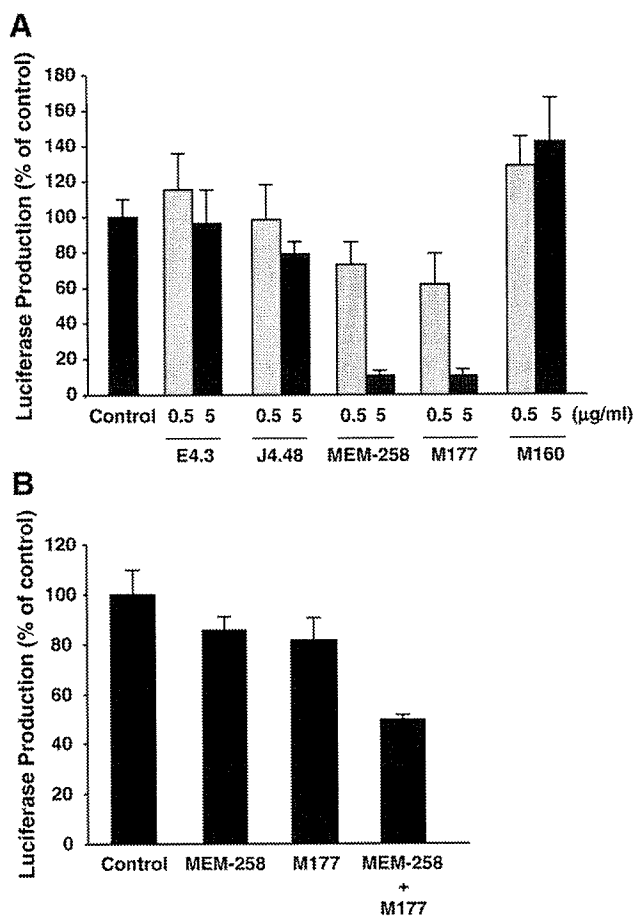 A
Luciferase Production (% of control)
180
160
140
120
100
80
60
40
20
0
Control 0.5 5 0.5 5 0.5 5 0.5 5 0.5 5 (µg/ml)
E4.3 J4.48 MEM-258 M177 M160
B
Luciferase Production (% of control)
120
100
80
60
40
20
0
Control MEM-258 M177 MEM-258
+
M177